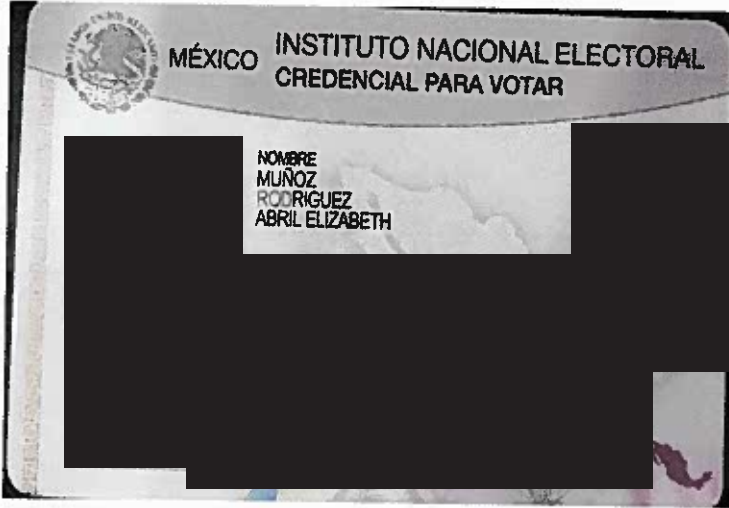 MÉXICO INSTITUTO NACIONAL ELECTORAL
CREDENCIAL PARA VOTAR
NOMBRE
MUÑOZ
RODRIGUEZ
ABRIL ELIZABETH